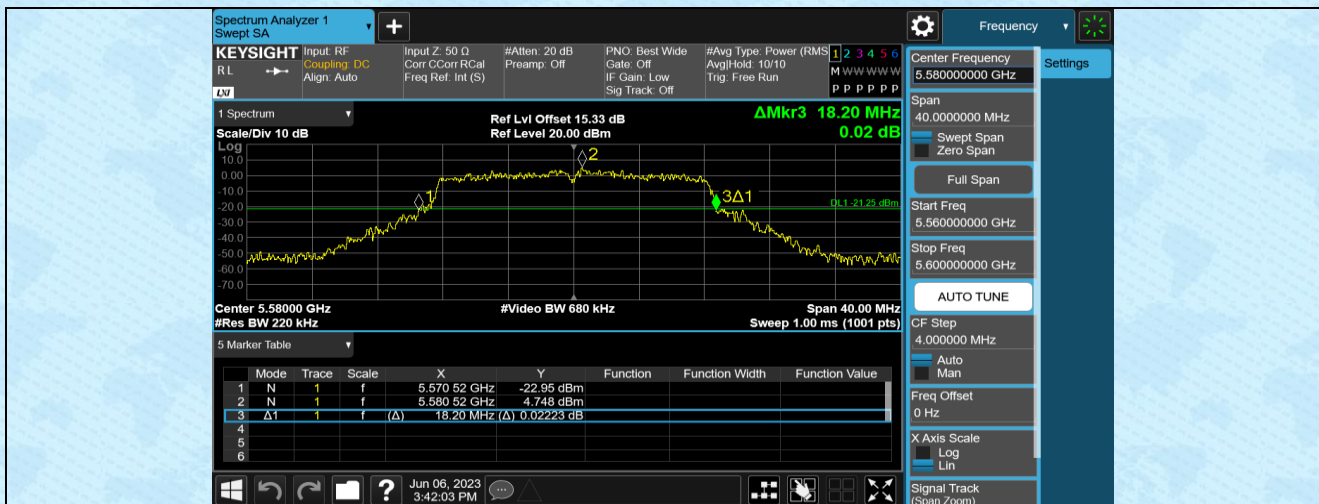 Spectrum Analyzer 1
Swept SA
+
Frequency
KEYSIGHT
RL
LXI
Input: RF
Coupling: DC
Align: Auto
Input Z: 50 Ω
Corr CCorr RCal
Freq Ref: Int (S)
#Atten: 20 dB
Preamp: Off
PNO: Best Wide
Gate: Off
IF Gain: Low
Sig Track: Off
#Avg Type: Power (RMS
Avg|Hold: 10/10
Trig: Free Run
1 2 3 4 5 6
M W W W W W
P P P P P P
1 Spectrum
Scale/Div 10 dB
Ref Lvl Offset 15.33 dB
Ref Level 20.00 dBm
ΔMkr3 18.20 MHz
0.02 dB
Log
10.0
0.00
-10.0
-20.0
-30.0
-40.0
-50.0
-60.0
1
2
3Δ1
DL1 -21.25 dBm
Center 5.58000 GHz
#Video BW 680 kHz
Span 40.00 MHz
#Res BW 220 kHz
Sweep 1.00 ms (1001 pts)
5 Marker Table
Mode Trace Scale X Y Function Function Width Function Value
1 N 1 f 5.570 52 GHz -22.95 dBm
2 N 1 f 5.580 52 GHz 4.748 dBm
3 Δ1 1 f (Δ) 18.20 MHz (Δ) 0.02223 dB
4
5
6
?
Jun 06, 2023
3:42:03 PM
Center Frequency
5.580000000 GHz
Settings
Span
40.0000000 MHz
Swept Span
Zero Span
Full Span
Start Freq
5.560000000 GHz
Stop Freq
5.600000000 GHz
AUTO TUNE
CF Step
4.000000 MHz
Auto
Man
Freq Offset
0 Hz
X Axis Scale
Log
Lin
Signal Track
(Span Zoom)